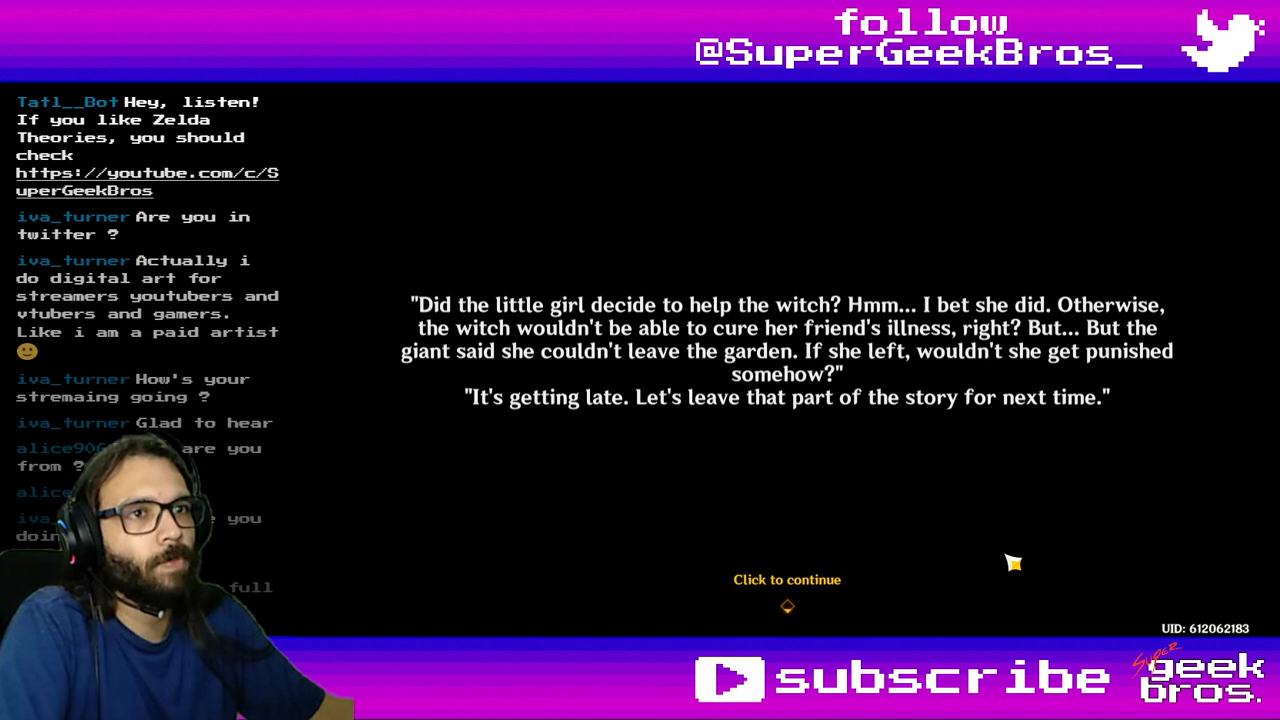 follow
@SuperGeekBros_
Tatl__Bot Hey, listen!
If you like Zelda
Theories, you should
check
https://youtube.com/c/S
uperGeekBros
iva_turner Are you in
twitter ?
iva_turner Actually i
do digital art for
streamers youtubers and
vtubers and gamers.
Like i am a paid artist
iva_turner How's your
stremaing going ?
iva_turner Glad to hear
are you
from ?
you
full
"Did the little girl decide to help the witch? Hmm... I bet she did. Otherwise,
the witch wouldn't be able to cure her friend's illness, right? But... But the
giant said she couldn't leave the garden. If she left, wouldn't she get punished
somehow?"
"It's getting late. Let's leave that part of the story for next time."
Click to continue
UID: 612062183
subscribe
SUPER
geek
bros.